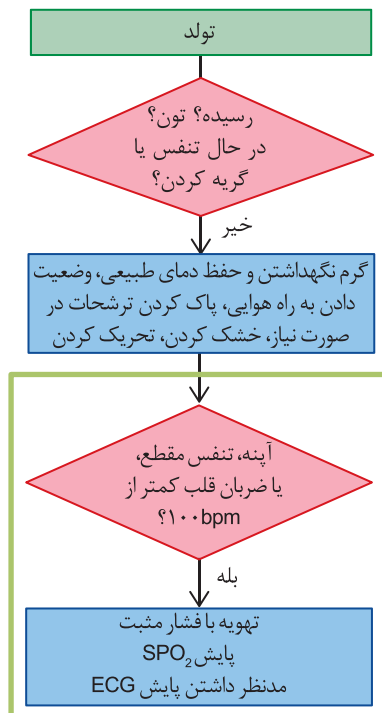 تولد
رسیده؟ تون؟
در حال تنفس یا
گریه کردن؟
خیر
گرم نگهداشتن و حفظ دمای طبیعی، وضعیت
دادن به راه هوایی، پاک کردن ترشحات در
صورت نیاز، خشک کردن، تحریک کردن
آپنه، تنفس مقطع،
یا ضربان قلب کمتر از
۱۰۰bpm؟
بله
تهویه با فشار مثبت
پایش SPO₂
مدنظر داشتن پایش ECG